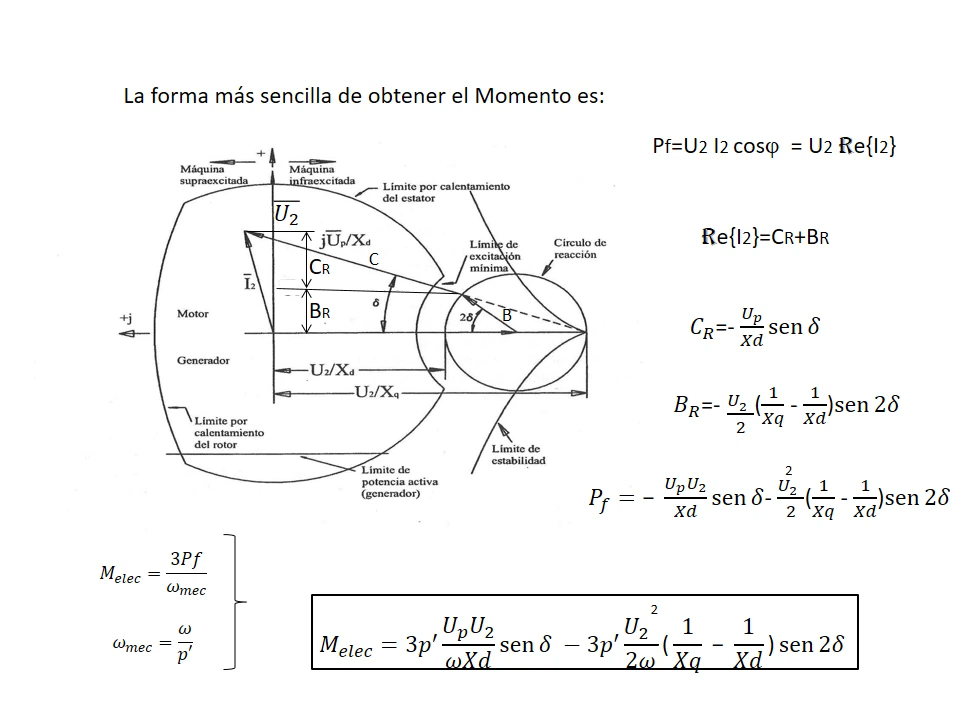 La forma más sencilla de obtener el Momento es:
Pf=U2 I2 cosφ = U2 Re{I2}
+
Máquina supraexcitada
Máquina infraexcitada
Límite por calentamiento
del estator
U2
jUp/Xd
C
Límite de
excitación
mínima
Círculo de
reacción
Re{I2}=CR+BR
CR
I2
δ
BR
2δ
B
+j
Motor
Generador
CR=- Up/Xd sen δ
U2/Xd
U2/Xq
BR=- U2/2 (1/Xq - 1/Xd)sen 2δ
Límite por
calentamiento
del rotor
Límite de
estabilidad
Límite de
potencia activa
(generador)
Pf = − UpU2/Xd sen δ- U2²/2 (1/Xq - 1/Xd)sen 2δ
Melec = 3Pf/ωmec
ωmec = ω/p′
Melec = 3p′ UpU2/ωXd sen δ − 3p′ U2²/2ω (1/Xq − 1/Xd) sen 2δ